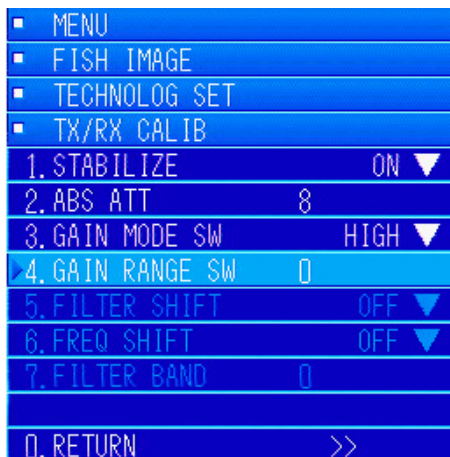 MENU
FISH IMAGE
TECHNOLOG SET
TX/RX CALIB
1.STABILIZE ON ▼
2.ABS ATT 8
3.GAIN MODE SW HIGH ▼
4.GAIN RANGE SW 0
5.FILTER SHIFT OFF ▼
6.FREQ SHIFT OFF ▼
7.FILTER BAND 0
0.RETURN >>